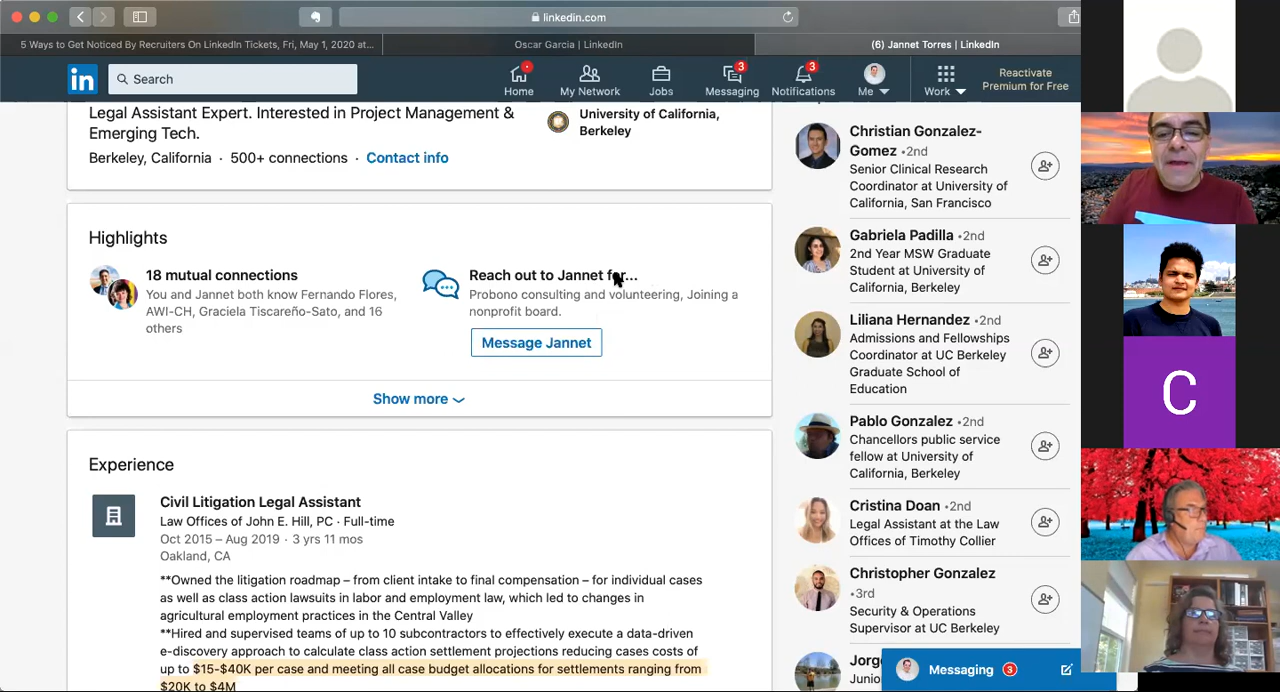 linkedin.com
5 Ways to Get Noticed By Recruiters On LinkedIn Tickets, Fri, May 1, 2020 at...
Oscar Garcia | LinkedIn
(6) Jannet Torres | LinkedIn
in
Search
Home
My Network
Jobs
3
Messaging
3
Notifications
Me
Work
Reactivate
Premium for Free
Legal Assistant Expert. Interested in Project Management &
Emerging Tech.
Berkeley, California · 500+ connections · Contact info
University of California,
Berkeley
Highlights
18 mutual connections
You and Jannet both know Fernando Flores,
AWI-CH, Graciela Tiscareño-Sato, and 16
others
Reach out to Jannet for...
Probono consulting and volunteering, Joining a
nonprofit board.
Message Jannet
Show more
Experience
Civil Litigation Legal Assistant
Law Offices of John E. Hill, PC · Full-time
Oct 2015 – Aug 2019 · 3 yrs 11 mos
Oakland, CA
**Owned the litigation roadmap – from client intake to final compensation – for individual cases
as well as class action lawsuits in labor and employment law, which led to changes in
agricultural employment practices in the Central Valley
**Hired and supervised teams of up to 10 subcontractors to effectively execute a data-driven
e-discovery approach to calculate class action settlement projections reducing cases costs of
up to $15-$40K per case and meeting all case budget allocations for settlements ranging from
$20K to $4M
Christian Gonzalez-
Gomez •2nd
Senior Clinical Research
Coordinator at University of
California, San Francisco
Gabriela Padilla •2nd
2nd Year MSW Graduate
Student at University of
California, Berkeley
Liliana Hernandez •2nd
Admissions and Fellowships
Coordinator at UC Berkeley
Graduate School of
Education
Pablo Gonzalez •2nd
Chancellors public service
fellow at University of
California, Berkeley
Cristina Doan •2nd
Legal Assistant at the Law
Offices of Timothy Collier
Christopher Gonzalez
•3rd
Security & Operations
Supervisor at UC Berkeley
Messaging 3
C